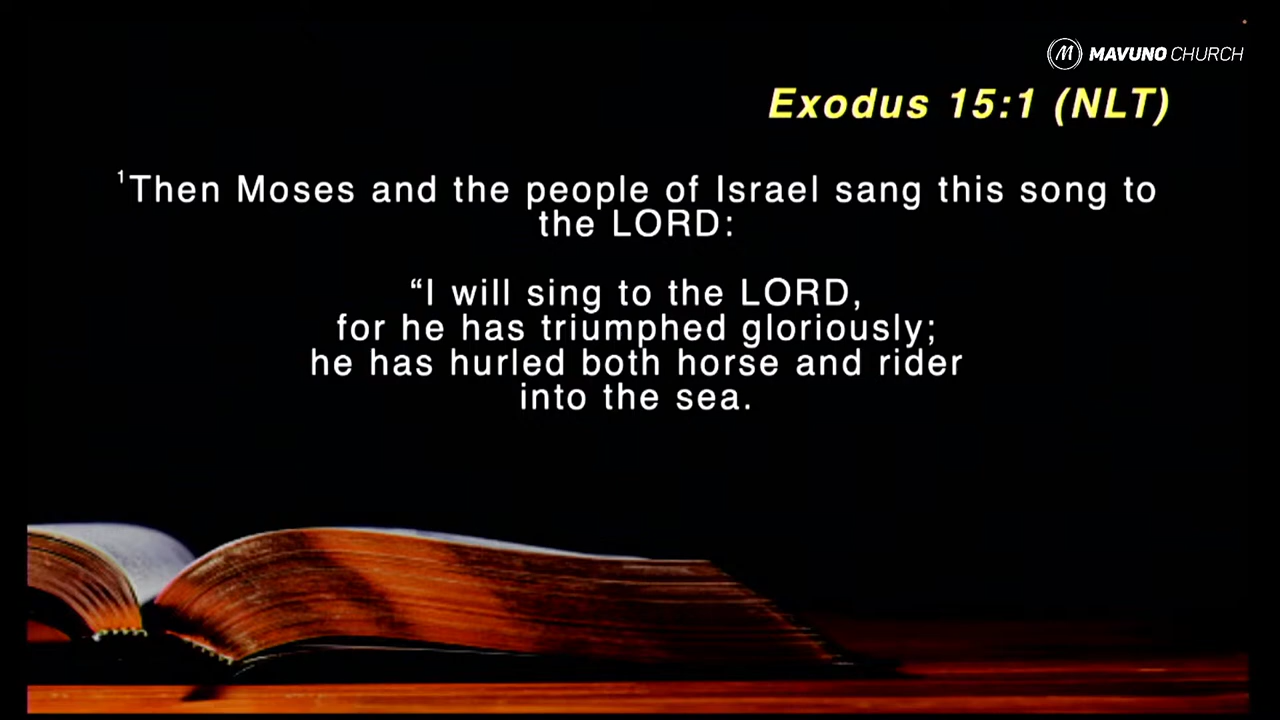 MAVUNO CHURCH
Exodus 15:1 (NLT)
¹Then Moses and the people of Israel sang this song to
the LORD:
“I will sing to the LORD,
for he has triumphed gloriously;
he has hurled both horse and rider
into the sea.